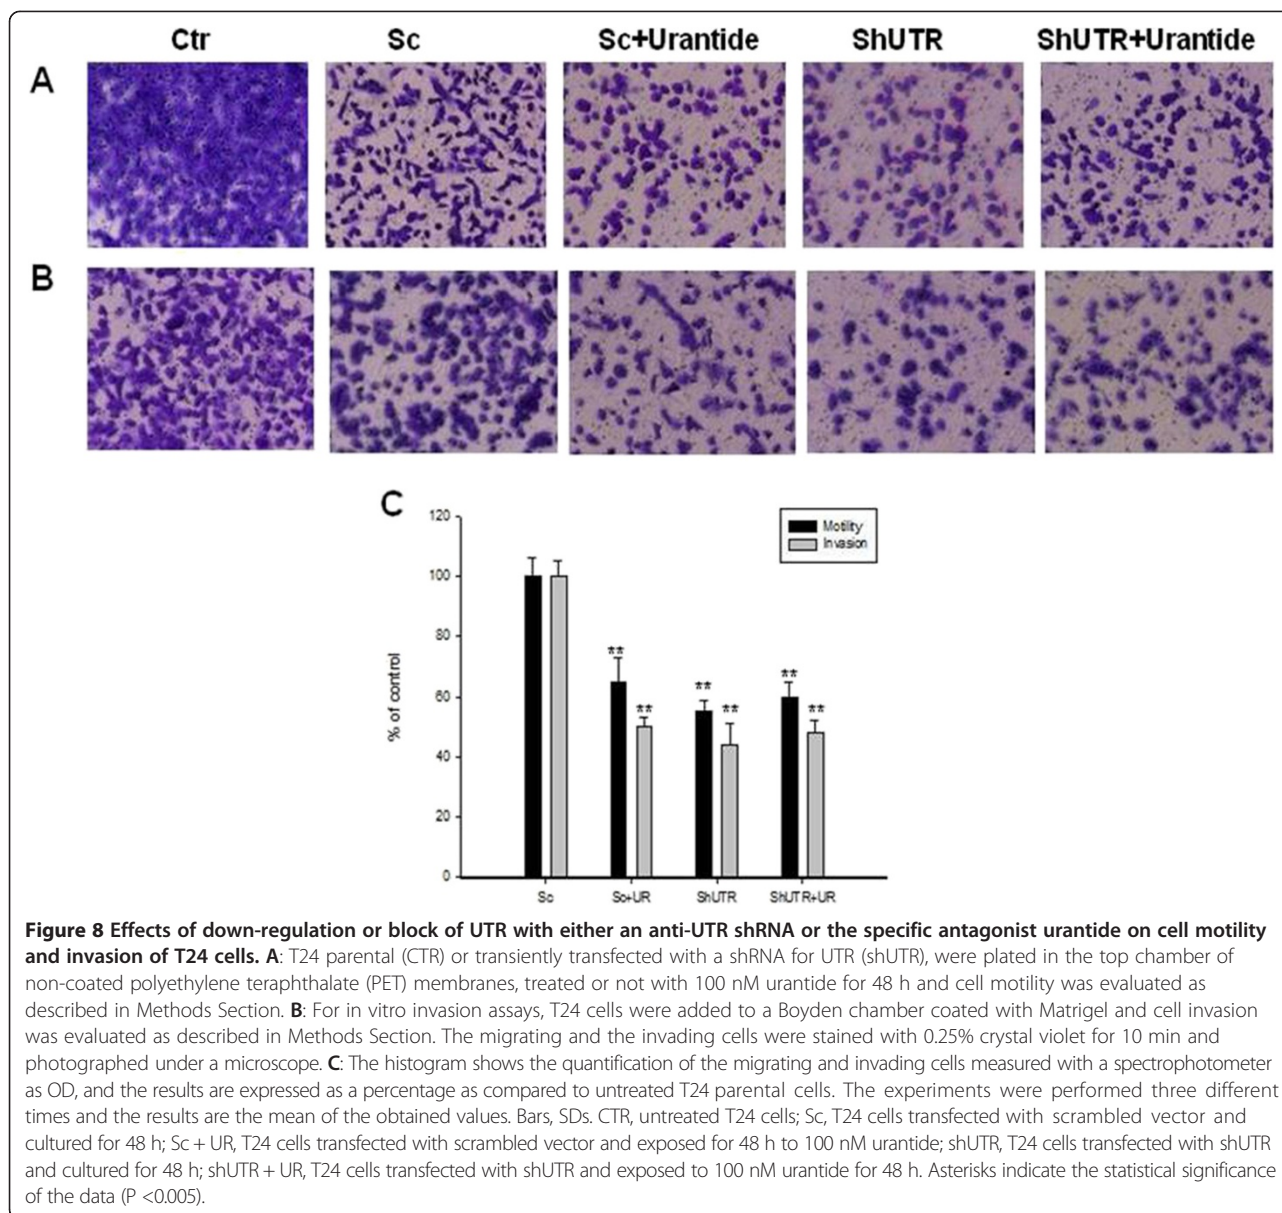 Ctr Sc Sc+Urantide ShUTR ShUTR+Urantide
A
B
C
120
100
80
60
40
20
0
% of control
Motility
Invasion
**
**
**
**
**
**
Sc Sc+UR ShUTR ShUTR+UR
Figure 8 Effects of down-regulation or block of UTR with either an anti-UTR shRNA or the specific antagonist urantide on cell motility
and invasion of T24 cells. A: T24 parental (CTR) or transiently transfected with a shRNA for UTR (shUTR), were plated in the top chamber of
non-coated polyethylene teraphthalate (PET) membranes, treated or not with 100 nM urantide for 48 h and cell motility was evaluated as
described in Methods Section. B: For in vitro invasion assays, T24 cells were added to a Boyden chamber coated with Matrigel and cell invasion
was evaluated as described in Methods Section. The migrating and the invading cells were stained with 0.25% crystal violet for 10 min and
photographed under a microscope. C: The histogram shows the quantification of the migrating and invading cells measured with a spectrophotometer
as OD, and the results are expressed as a percentage as compared to untreated T24 parental cells. The experiments were performed three different
times and the results are the mean of the obtained values. Bars, SDs. CTR, untreated T24 cells; Sc, T24 cells transfected with scrambled vector and
cultured for 48 h; Sc + UR, T24 cells transfected with scrambled vector and exposed for 48 h to 100 nM urantide; shUTR, T24 cells transfected with shUTR
and cultured for 48 h; shUTR + UR, T24 cells transfected with shUTR and exposed to 100 nM urantide for 48 h. Asterisks indicate the statistical significance
of the data (P <0.005).